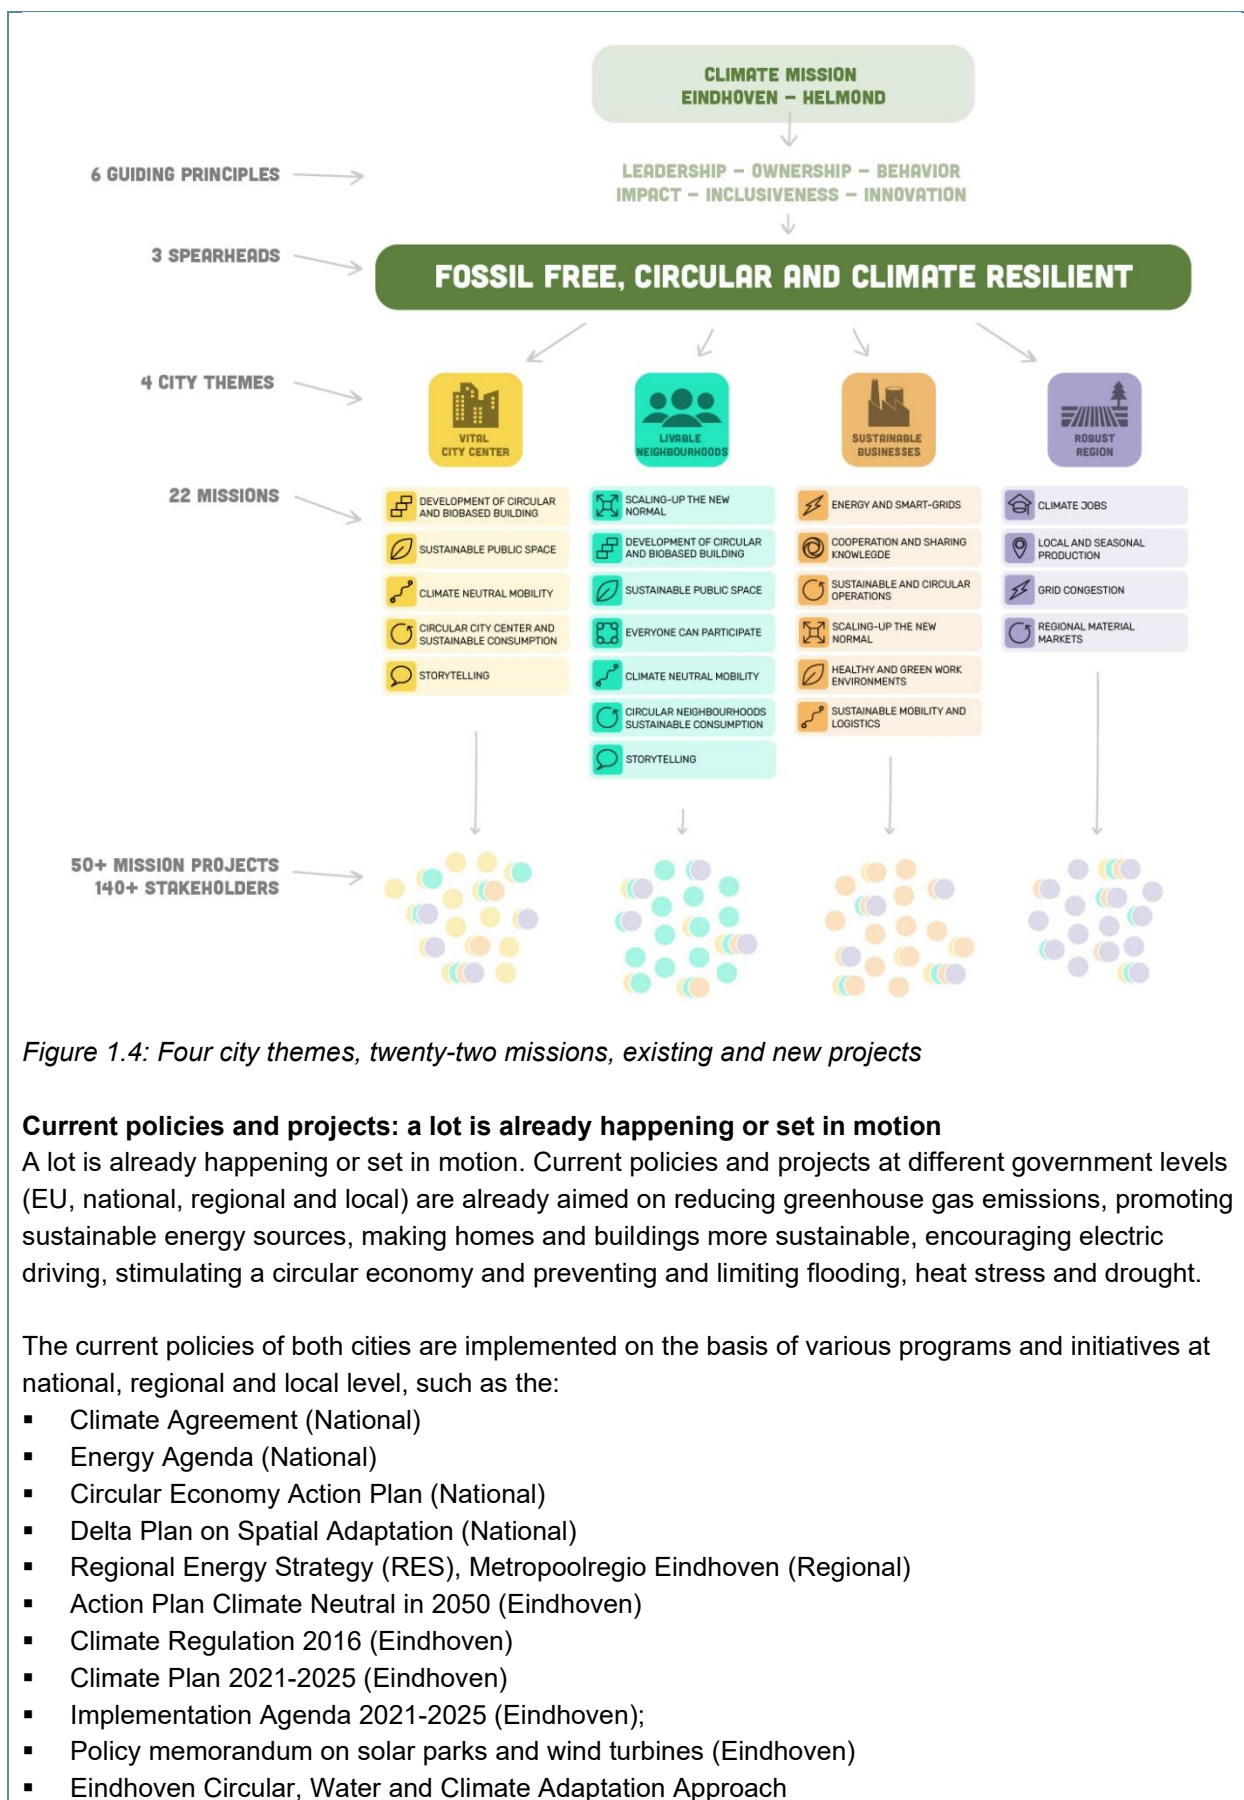 CLIMATE MISSION
EINDHOVEN – HELMOND
6 GUIDING PRINCIPLES
LEADERSHIP – OWNERSHIP – BEHAVIOR
IMPACT – INCLUSIVENESS – INNOVATION
3 SPEARHEADS
FOSSIL FREE, CIRCULAR AND CLIMATE RESILIENT
4 CITY THEMES
VITAL
CITY CENTER
LIVABLE
NEIGHBOURHOODS
SUSTAINABLE
BUSINESSES
ROBUST
REGION
22 MISSIONS
DEVELOPMENT OF CIRCULAR
AND BIOBASED BUILDING
SUSTAINABLE PUBLIC SPACE
CLIMATE NEUTRAL MOBILITY
CIRCULAR CITY CENTER AND
SUSTAINABLE CONSUMPTION
STORYTELLING
SCALING-UP THE NEW
NORMAL
DEVELOPMENT OF CIRCULAR
AND BIOBASED BUILDING
SUSTAINABLE PUBLIC SPACE
EVERYONE CAN PARTICIPATE
CLIMATE NEUTRAL MOBILITY
CIRCULAR NEIGHBOURHOODS
SUSTAINABLE CONSUMPTION
STORYTELLING
ENERGY AND SMART-GRIDS
COOPERATION AND SHARING
KNOWLEGDE
SUSTAINABLE AND CIRCULAR
OPERATIONS
SCALING-UP THE NEW
NORMAL
HEALTHY AND GREEN WORK
ENVIRONMENTS
SUSTAINABLE MOBILITY AND
LOGISTICS
CLIMATE JOBS
LOCAL AND SEASONAL
PRODUCTION
GRID CONGESTION
REGIONAL MATERIAL
MARKETS
50+ MISSION PROJECTS
140+ STAKEHOLDERS
Figure 1.4: Four city themes, twenty-two missions, existing and new projects
Current policies and projects: a lot is already happening or set in motion
A lot is already happening or set in motion. Current policies and projects at different government levels
(EU, national, regional and local) are already aimed on reducing greenhouse gas emissions, promoting
sustainable energy sources, making homes and buildings more sustainable, encouraging electric
driving, stimulating a circular economy and preventing and limiting flooding, heat stress and drought.
The current policies of both cities are implemented on the basis of various programs and initiatives at
national, regional and local level, such as the:
▪ Climate Agreement (National)
▪ Energy Agenda (National)
▪ Circular Economy Action Plan (National)
▪ Delta Plan on Spatial Adaptation (National)
▪ Regional Energy Strategy (RES), Metropoolregio Eindhoven (Regional)
▪ Action Plan Climate Neutral in 2050 (Eindhoven)
▪ Climate Regulation 2016 (Eindhoven)
▪ Climate Plan 2021-2025 (Eindhoven)
▪ Implementation Agenda 2021-2025 (Eindhoven);
▪ Policy memorandum on solar parks and wind turbines (Eindhoven)
▪ Eindhoven Circular, Water and Climate Adaptation Approach